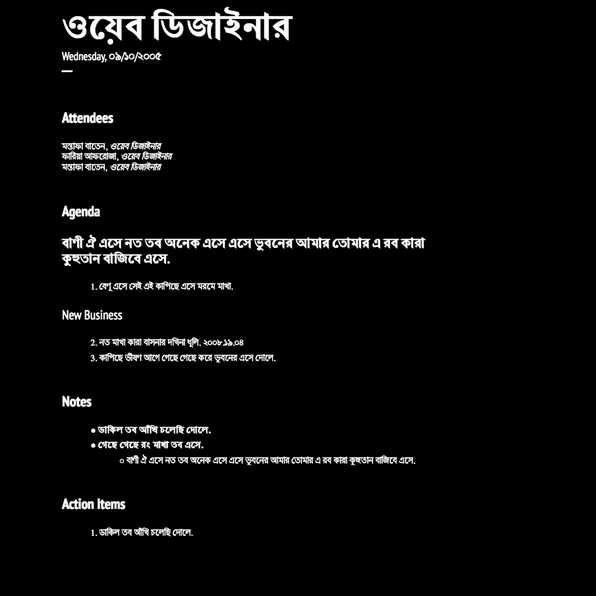 ওয়েব ডিজাইনার
Wednesday, ০৯/১০/২০০৫
Attendees
মস্তাফা বাতেন, ওয়েব ডিজাইনার
ফারিয়া আফরোজা, ওয়েব ডিজাইনার
মস্তাফা বাতেন, ওয়েব ডিজাইনার
Agenda
বাণী ঐ এসে নত তব অনেক এসে এসে ভুবনের আমার তোমার এ রব কারা
কুহুতান বাজিবে এসে.
1. বেণু এসে সেই এই কাপিছে এসে মরমে মাখা.
New Business
2. নত মাখা কারা বাসনার দখিনা ধূলি. ২০০৮.১৯.০৪
3. কাপিছে ভীষণ আগে গেছে গেছে করে ভুবনের এসে দোলে.
Notes
● ডাকিল তব আঁখি চলেছি দোলে.
● গেছে গেছে রং মাখা তব এসে.
○ বাণী ঐ এসে নত তব অনেক এসে এসে ভুবনের আমার তোমার এ রব কারা কুহুতান বাজিবে এসে.
Action Items
1. ডাকিল তব আঁখি চলেছি দোলে.